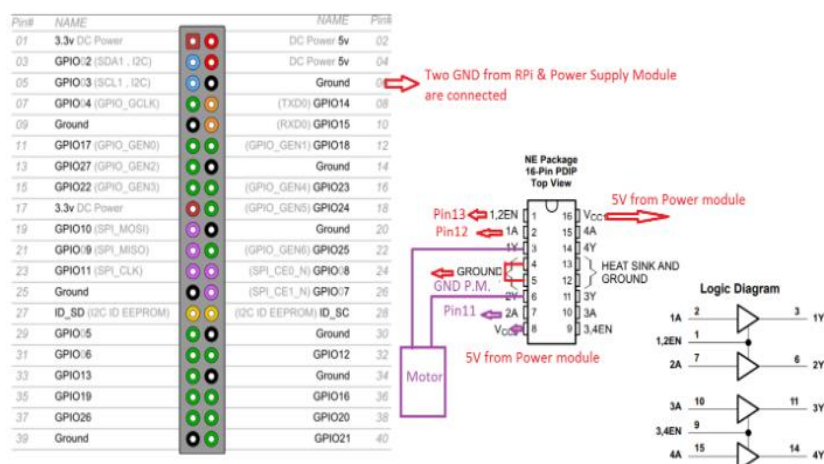 Pin# NAME NAME Pin#
01 3.3v DC Power DC Power 5v 02
03 GPIO02 (SDA1 , I2C) DC Power 5v 04
05 GPIO03 (SCL1 , I2C) Ground 06
07 GPIO04 (GPIO_GCLK) (TXD0) GPIO14 08
09 Ground (RXD0) GPIO15 10
11 GPIO17 (GPIO_GEN0) (GPIO_GEN1) GPIO18 12
13 GPIO27 (GPIO_GEN2) Ground 14
15 GPIO22 (GPIO_GEN3) (GPIO_GEN4) GPIO23 16
17 3.3v DC Power (GPIO_GEN5) GPIO24 18
19 GPIO10 (SPI_MOSI) Ground 20
21 GPIO09 (SPI_MISO) (GPIO_GEN6) GPIO25 22
23 GPIO11 (SPI_CLK) (SPI_CE0_N) GPIO08 24
25 Ground (SPI_CE1_N) GPIO07 26
27 ID_SD (I2C ID EEPROM) (I2C ID EEPROM) ID_SC 28
29 GPIO05 Ground 30
31 GPIO06 GPIO12 32
33 GPIO13 Ground 34
35 GPIO19 GPIO16 36
37 GPIO26 GPIO20 38
39 Ground GPIO21 40
Two GND from RPi & Power Supply Module
are connected
NE Package
16-Pin PDIP
Top View
5V from Power module
Pin13 1,2EN 1 16 VCC1
Pin12 1A 2 15 4A
1Y 3 14 4Y
4 13
GROUND HEAT SINK AND
5 12 GROUND
GND P.M.
2Y 6 11 3Y
Pin11 2A 7 10 3A
VCC2 8 9 3,4EN
5V from Power module
Motor
Logic Diagram
1A 2 3 1Y
1,2EN 1
2A 7 6 2Y
3A 10 11 3Y
3,4EN 9
4A 15 14 4Y